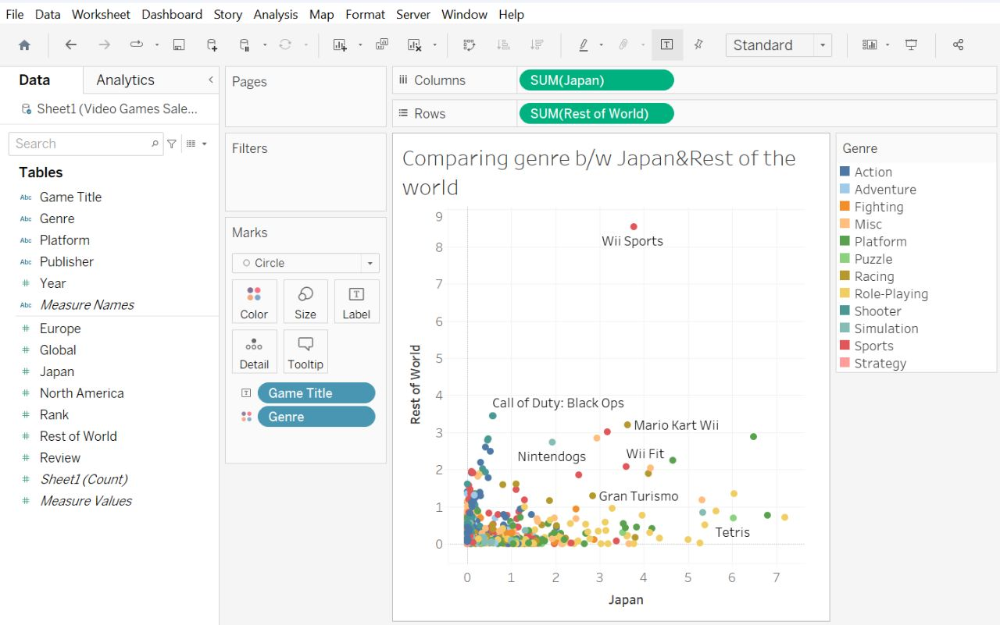 File Data Worksheet Dashboard Story Analysis Map Format Server Window Help
Standard
Data Analytics
Sheet1 (Video Games Sale...
Search
Tables
Abc Game Title
Abc Genre
Abc Platform
Abc Publisher
# Year
Abc Measure Names
# Europe
# Global
# Japan
# North America
# Rank
# Rest of World
# Review
# Sheet1 (Count)
# Measure Values
Pages
Filters
Marks
Circle
Color Size T Label
Detail Tooltip
T Game Title
Genre
iii Columns SUM(Japan)
Rows SUM(Rest of World)
Comparing genre b/w Japan&Rest of the
world
9
8
7
6
5
4
3
2
1
0
Rest of World
Wii Sports
Call of Duty: Black Ops
Mario Kart Wii
Nintendogs
Wii Fit
Gran Turismo
Tetris
0 1 2 3 4 5 6 7
Japan
Genre
Action
Adventure
Fighting
Misc
Platform
Puzzle
Racing
Role-Playing
Shooter
Simulation
Sports
Strategy